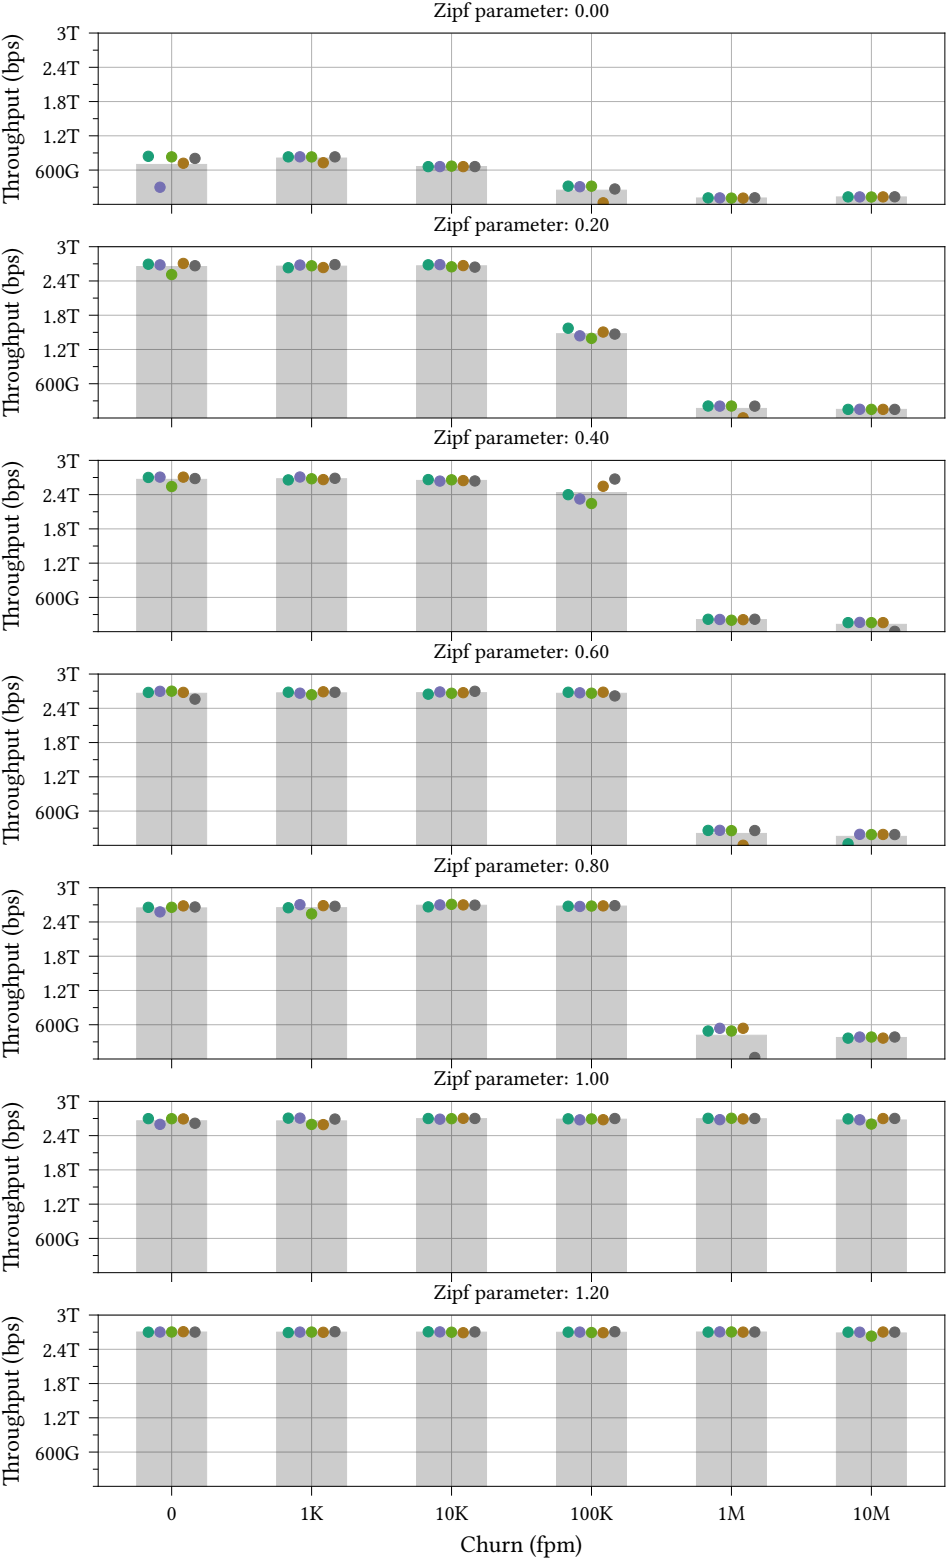 Zipf parameter: 0.00
Throughput (bps)
3T
2.4T
1.8T
1.2T
600G
Zipf parameter: 0.20
Throughput (bps)
3T
2.4T
1.8T
1.2T
600G
Zipf parameter: 0.40
Throughput (bps)
3T
2.4T
1.8T
1.2T
600G
Zipf parameter: 0.60
Throughput (bps)
3T
2.4T
1.8T
1.2T
600G
Zipf parameter: 0.80
Throughput (bps)
3T
2.4T
1.8T
1.2T
600G
Zipf parameter: 1.00
Throughput (bps)
3T
2.4T
1.8T
1.2T
600G
Zipf parameter: 1.20
Throughput (bps)
3T
2.4T
1.8T
1.2T
600G
0 1K 10K 100K 1M 10M
Churn (fpm)